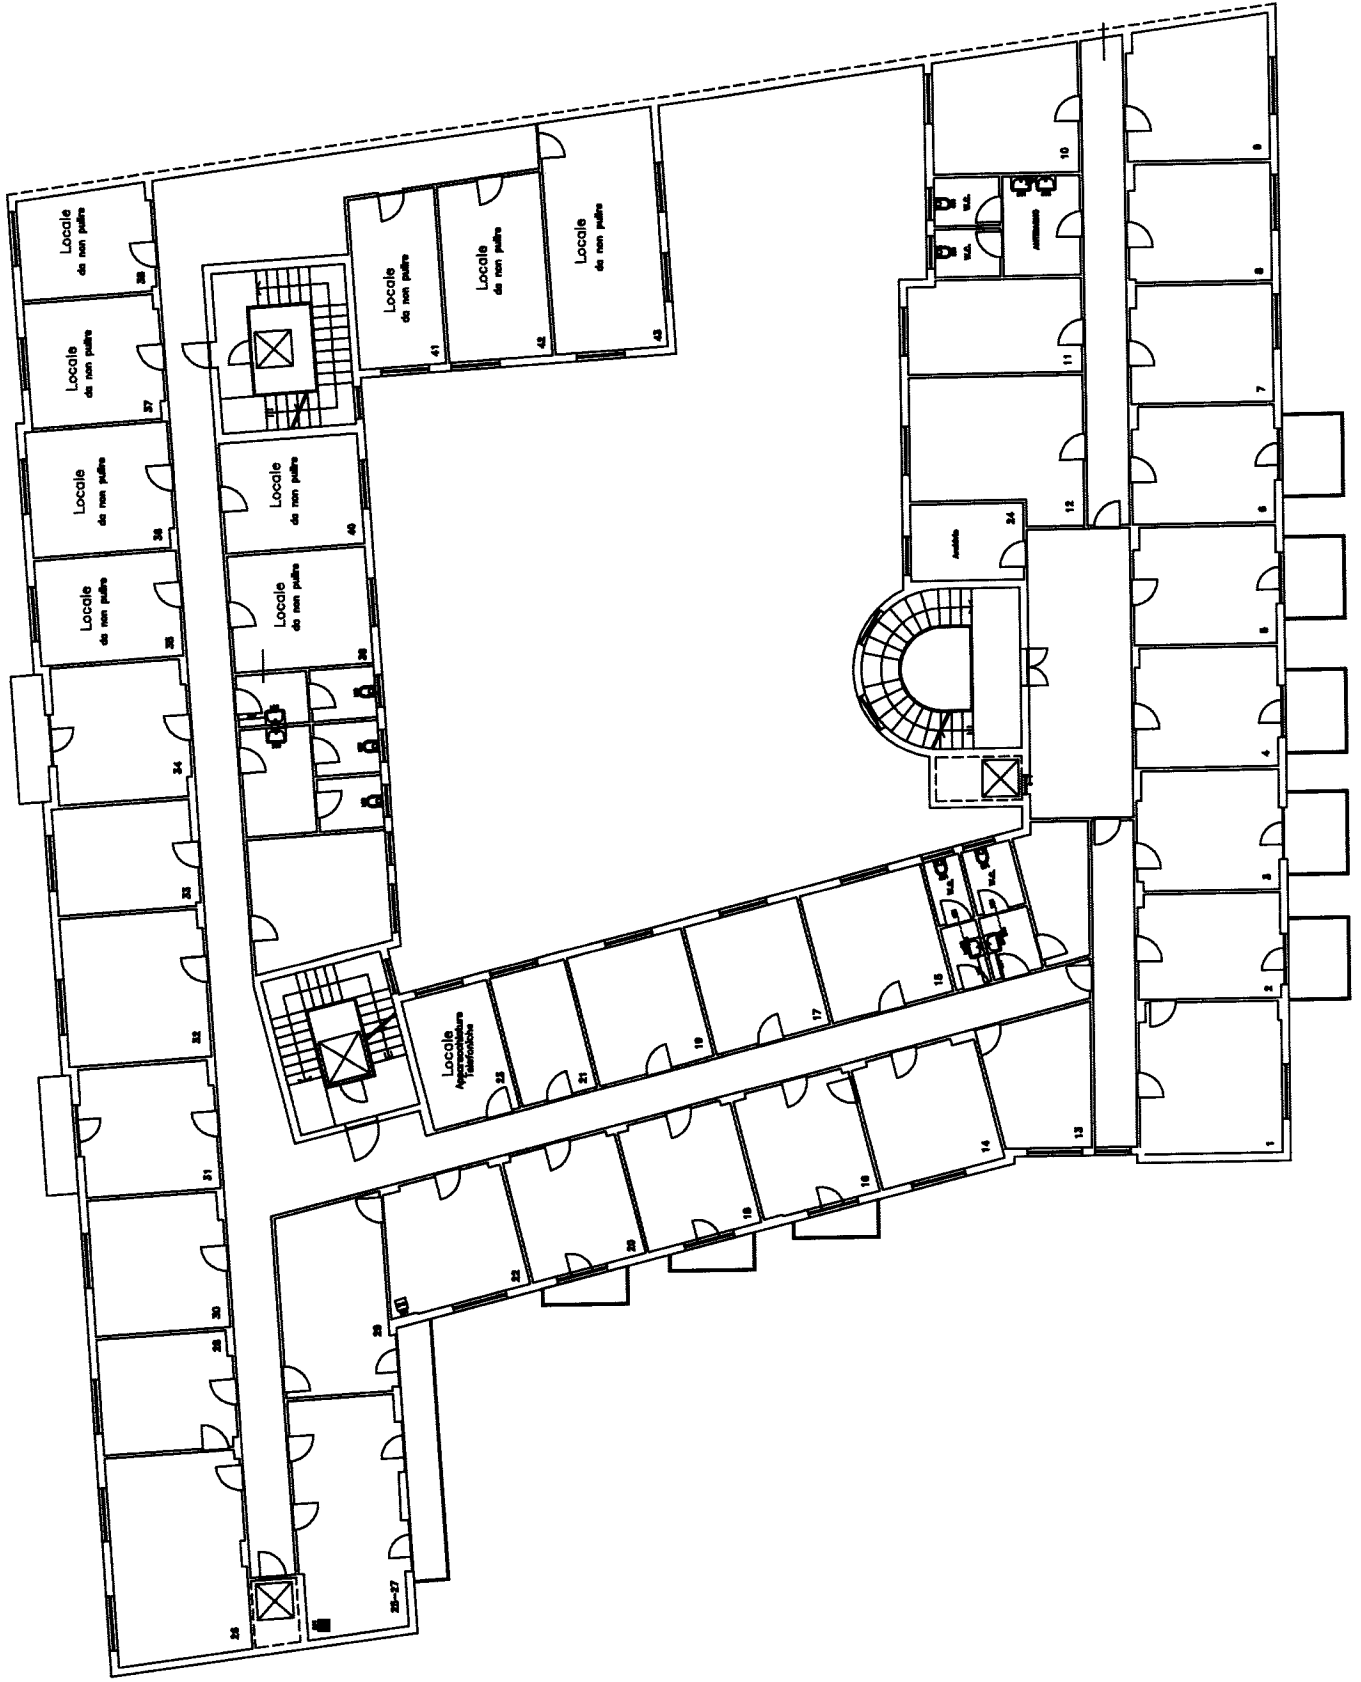 Locale
da non pulire
38
Locale
da non pulire
37
Locale
da non pulire
36
Locale
da non pulire
35
34
33
32
31
30
28
26
Locale
da non pulire
41
Locale
da non pulire
42
Locale
da non pulire
43
Locale
da non pulire
40
Locale
da non pulire
39
Locale
Apparecchiature
Telefoniche
23
21
19
17
15
W.C.
W.C.
29
22
20
18
16
14
13
10
W.C.
W.C.
11
12
24
9
8
7
6
5
4
3
2
1